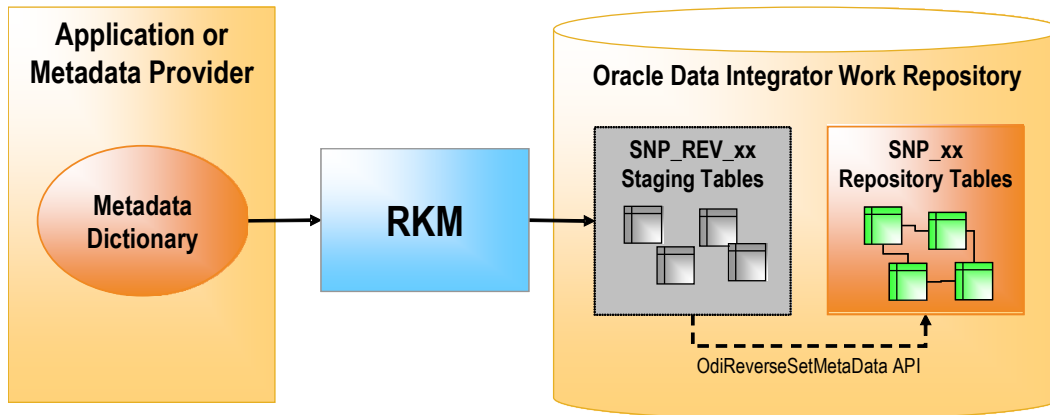 Application or
Metadata Provider
Metadata
Dictionary
RKM
Oracle Data Integrator Work Repository
SNP_REV_xx
Staging Tables
SNP_xx
Repository Tables
OdiReverseSetMetaData API